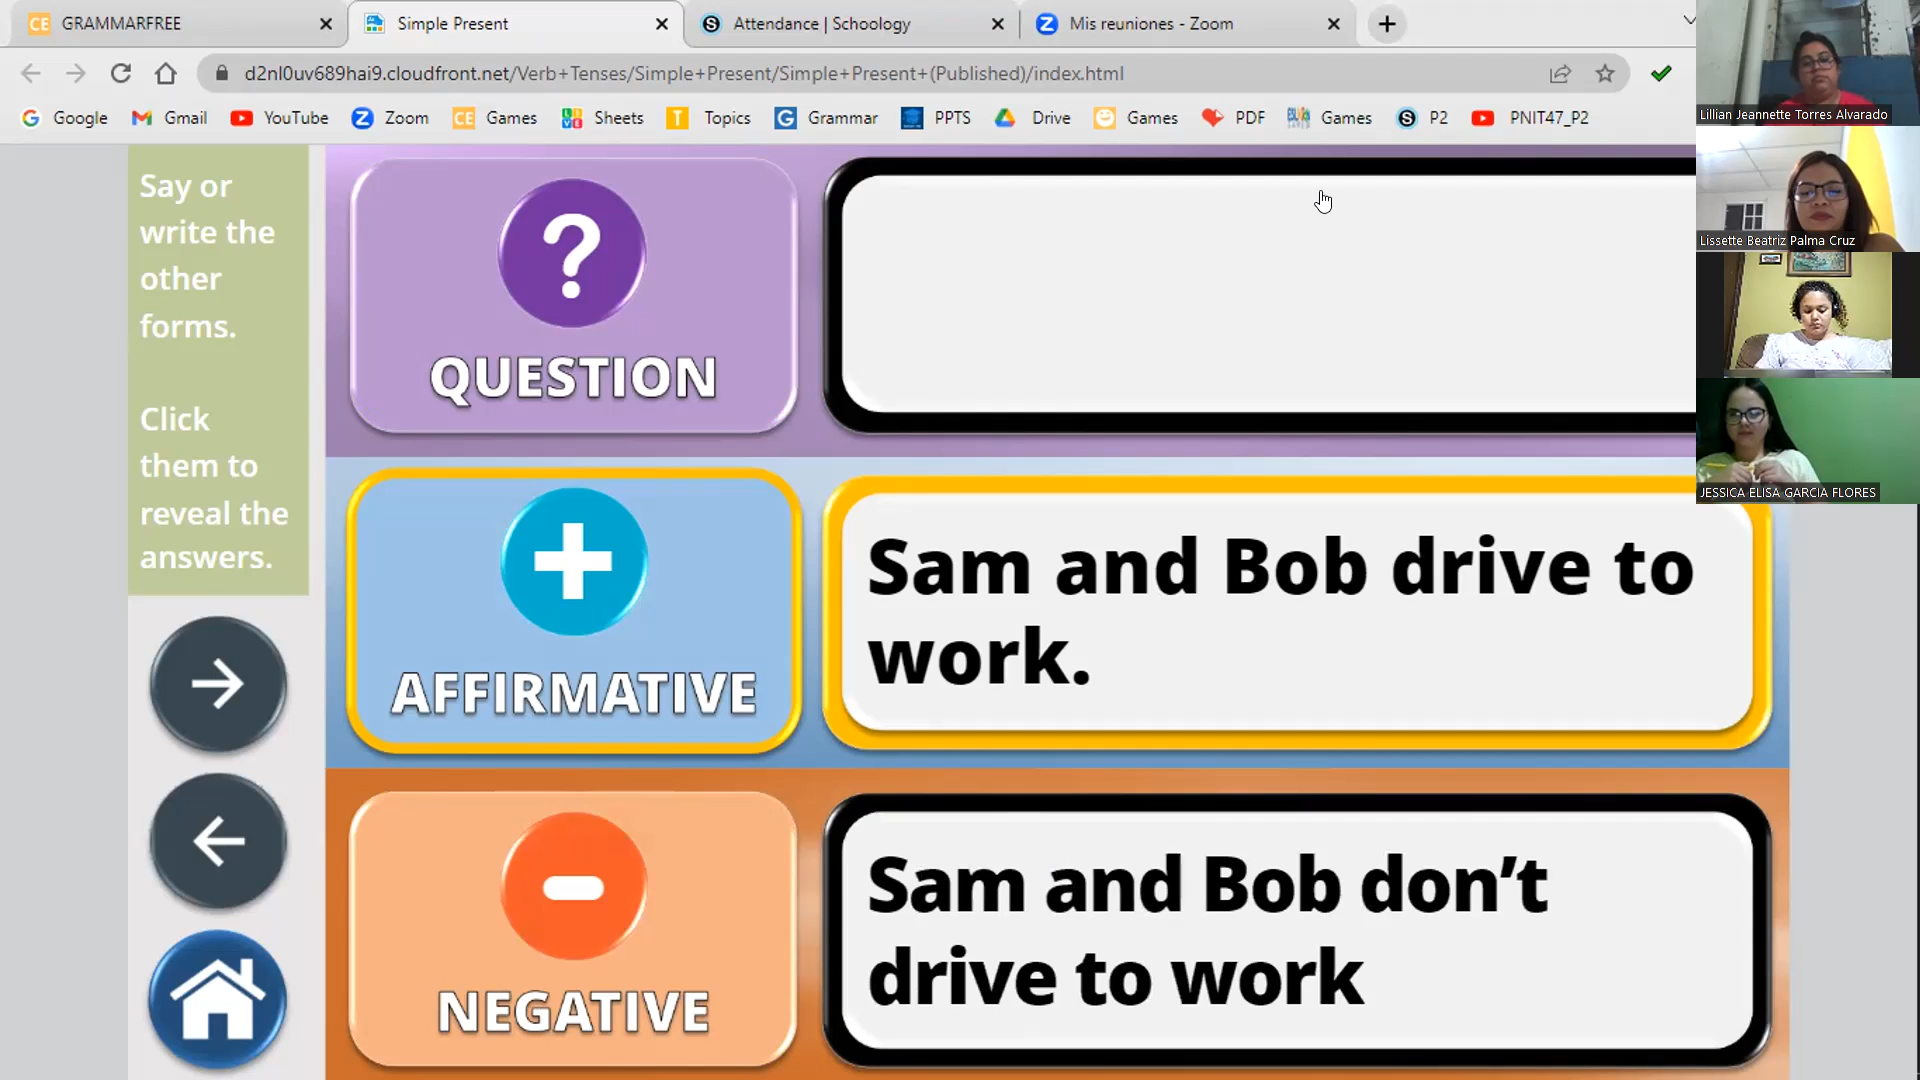 GRAMMARFREE
Simple Present
Attendance | Schoology
Mis reuniones - Zoom
d2nl0uv689hai9.cloudfront.net/Verb+Tenses/Simple+Present/Simple+Present+(Published)/index.html
Google
Gmail
YouTube
Zoom
CE
Games
Sheets
T
Topics
G
Grammar
PPTS
Drive
Games
PDF
Games
P2
PNIT47_P2
Say or
write the
other
forms.
Click
them to
reveal the
answers.
?
QUESTION
+
AFFIRMATIVE
Sam and Bob drive to
work.
-
NEGATIVE
Sam and Bob don’t
drive to work
Lillian Jeannette Torres Alvarado
Lissette Beatriz Palma Cruz
JESSICA ELISA GARCIA FLORES